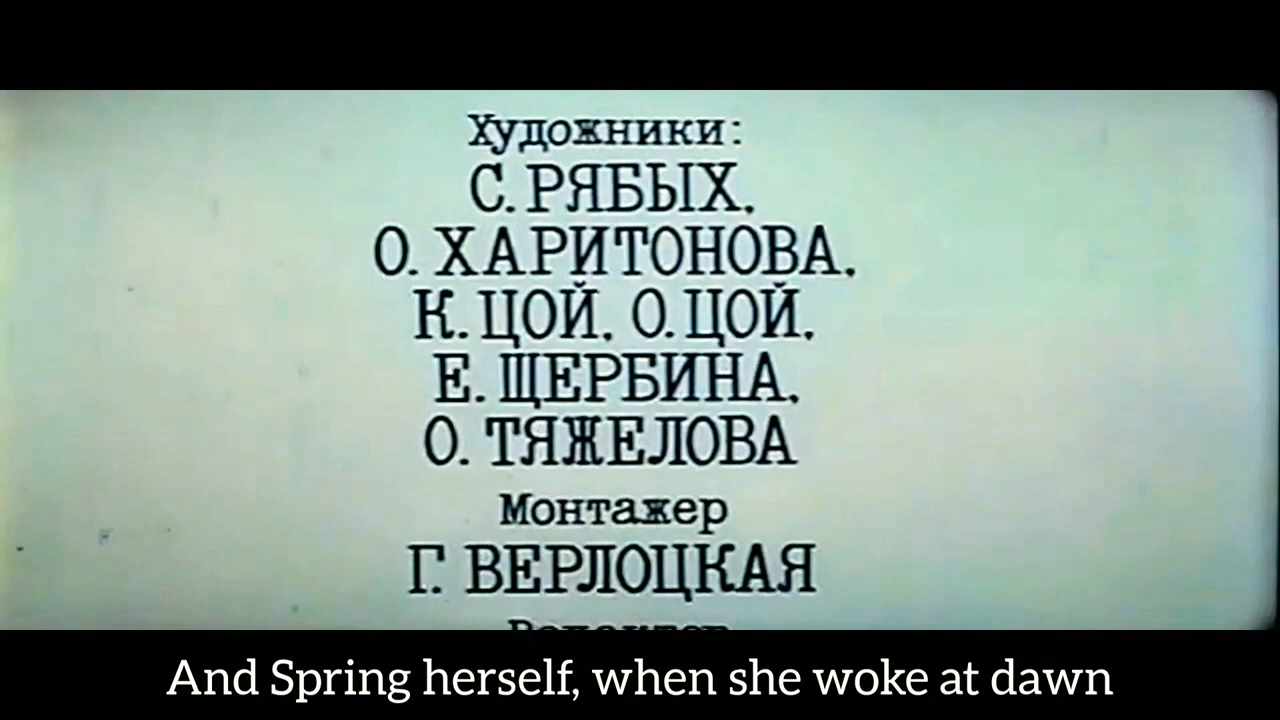 Художники:
С. РЯБЫХ,
О. ХАРИТОНОВА,
К. ЦОЙ, О. ЦОЙ,
Е. ЩЕРБИНА,
О. ТЯЖЕЛОВА
Монтажер
Г. ВЕРЛОЦКАЯ
And Spring herself, when she woke at dawn